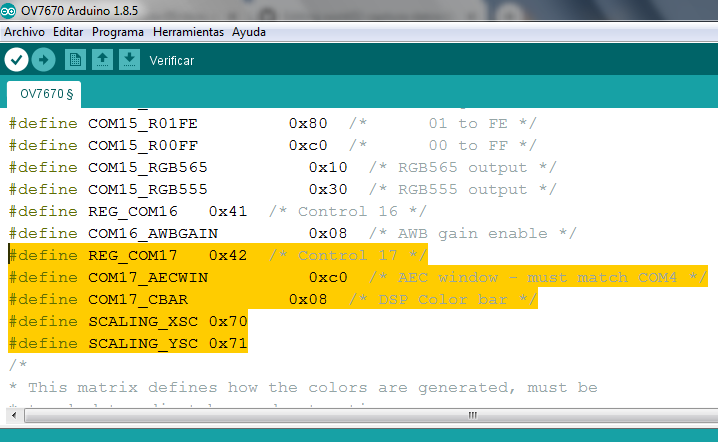 OV7670 Arduino 1.8.5
Archivo Editar Programa Herramientas Ayuda
Verificar
OV7670 §
#define COM15_R01FE 0x80 /* 01 to FE */
#define COM15_R00FF 0xc0 /* 00 to FF */
#define COM15_RGB565 0x10 /* RGB565 output */
#define COM15_RGB555 0x30 /* RGB555 output */
#define REG_COM16 0x41 /* Control 16 */
#define COM16_AWBGAIN 0x08 /* AWB gain enable */
#define REG_COM17 0x42 /* Control 17 */
#define COM17_AECWIN 0xc0 /* AEC window - must match COM4 */
#define COM17_CBAR 0x08 /* DSP Color bar */
#define SCALING_XSC 0x70
#define SCALING_YSC 0x71
/*
* This matrix defines how the colors are generated, must be